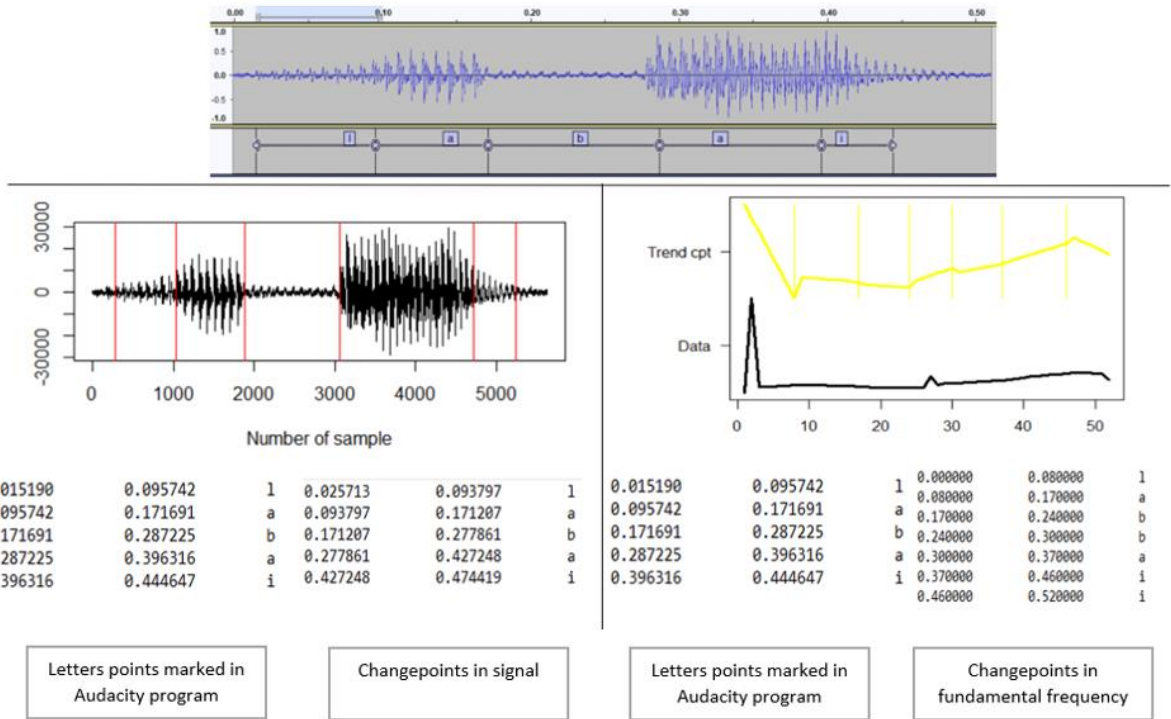 0.00 0.10 0.20 0.30 0.40 0.50
1.0
0.5
0.0
-0.5
-1.0
l a b a i
30000
0
-30000
0 1000 2000 3000 4000 5000
Number of sample
Trend cpt
Data
0 10 20 30 40 50
015190 0.095742 l
095742 0.171691 a
171691 0.287225 b
287225 0.396316 a
396316 0.444647 i
0.025713 0.093797 l
0.093797 0.171207 a
0.171207 0.277861 b
0.277861 0.427248 a
0.427248 0.474419 i
0.015190 0.095742 l
0.095742 0.171691 a
0.171691 0.287225 b
0.287225 0.396316 a
0.396316 0.444647 i
0.000000 0.080000 l
0.080000 0.170000 a
0.170000 0.240000 b
0.240000 0.300000 b
0.300000 0.370000 a
0.370000 0.460000 i
0.460000 0.520000 i
Letters points marked in
Audacity program
Changepoints in signal
Letters points marked in
Audacity program
Changepoints in
fundamental frequency